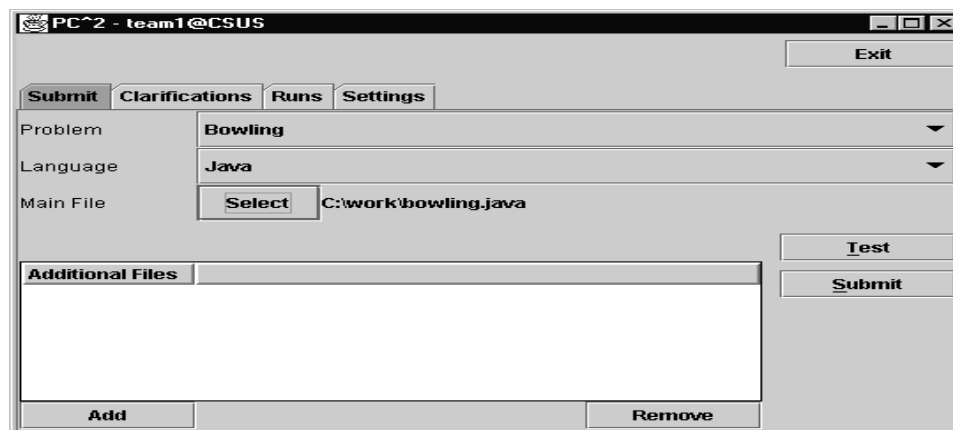 PC^2 - team1@CSUS
Exit
Submit Clarifications Runs Settings
Problem Bowling
Language Java
Main File Select C:\work\bowling.java
Test
Additional Files
Submit
Add Remove